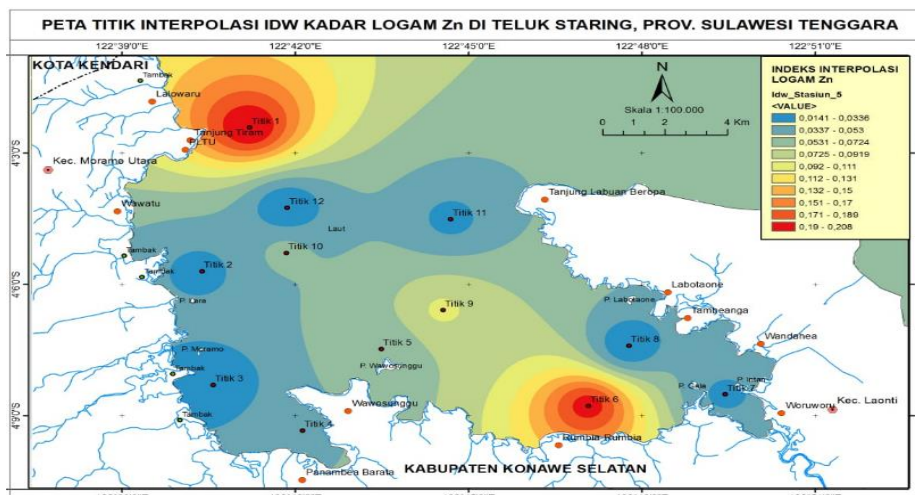 PETA TITIK INTERPOLASI IDW KADAR LOGAM Zn DI TELUK STARING, PROV. SULAWESI TENGGARA
122°39'0"E 122°42'0"E 122°45'0"E 122°48'0"E 122°51'0"E
KOTA KENDARI
Tambak
Lalowaru
Titik 1
Tanjung Tiram
PLTU
4°3'0"S
Kec. Moramo Utara
N
Skala 1:100.000
0 1 2 4 Km
INDEKS INTERPOLASI
LOGAM Zn
Idw_Stasiun_5
<VALUE>
0,0141 - 0,0336
0,0337 - 0,053
0,0531 - 0,0724
0,0725 - 0,0919
0,092 - 0,111
0,112 - 0,131
0,132 - 0,15
0,151 - 0,17
0,171 - 0,189
0,19 - 0,208
Wawatu
Titik 12
Titik 11
Tanjung Labuan Beropa
Laut
Tambak
Titik 10
Titik 2
Tambak
4°6'0"S
P. Lara
Titik 9
P. Labotaone
Labotaone
Tambeanga
P. Moramo
Titik 5
P. Wawosunggu
Titik 8
Wandaeha
Tambak
Titik 3
Titik 6
P. Gala
P. Intan
Titik 7
Kec. Laonti
Woruworu
4°9'0"S
Tambak
Wawosunggu
Titik 4
Rumbia-Rumbia
Panambea Barata
KABUPATEN KONAWE SELATAN